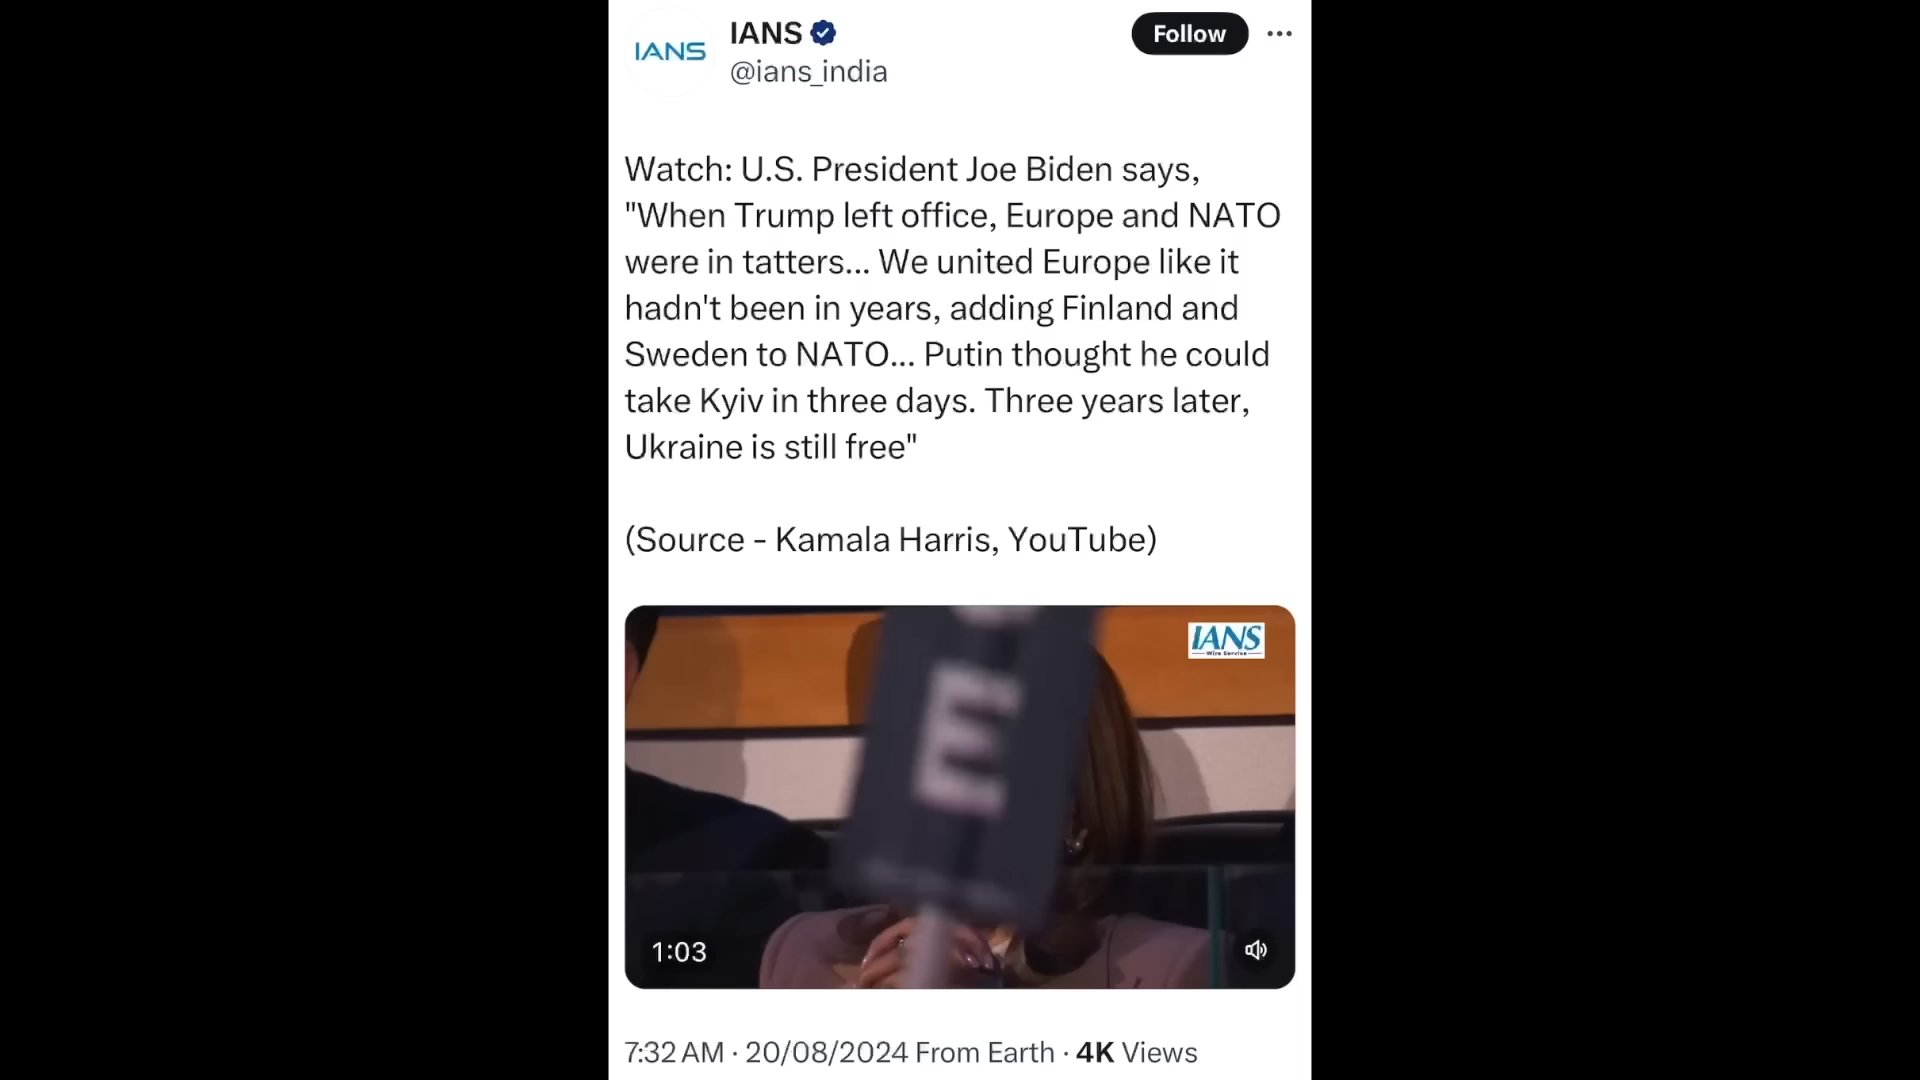 IANS
IANS
@ians_india
Follow
Watch: U.S. President Joe Biden says,
"When Trump left office, Europe and NATO
were in tatters... We united Europe like it
hadn't been in years, adding Finland and
Sweden to NATO... Putin thought he could
take Kyiv in three days. Three years later,
Ukraine is still free"
(Source - Kamala Harris, YouTube)
IANS
Wire Service
E
1:03
7:32 AM · 20/08/2024 From Earth · 4K Views